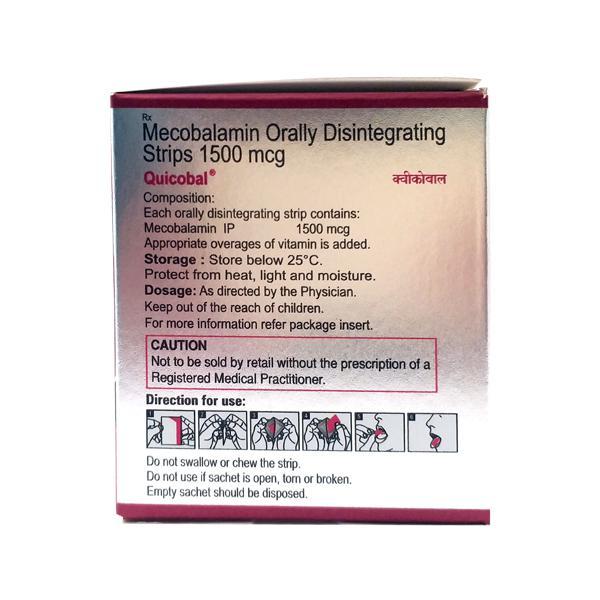 Rx
Mecobalamin Orally Disintegrating
Strips 1500 mcg
Quicobal® क्वीकोवाल
Composition:
Each orally disintegrating strip contains:
Mecobalamin IP 1500 mcg
Appropriate overages of vitamin is added.
Storage : Store below 25°C.
Protect from heat, light and moisture.
Dosage: As directed by the Physician.
Keep out of the reach of children.
For more information refer package insert.
CAUTION
Not to be sold by retail without the prescription of a
Registered Medical Practitioner.
Direction for use:
1 2 3 4 5 6
Do not swallow or chew the strip.
Do not use if sachet is open, torn or broken.
Empty sachet should be disposed.